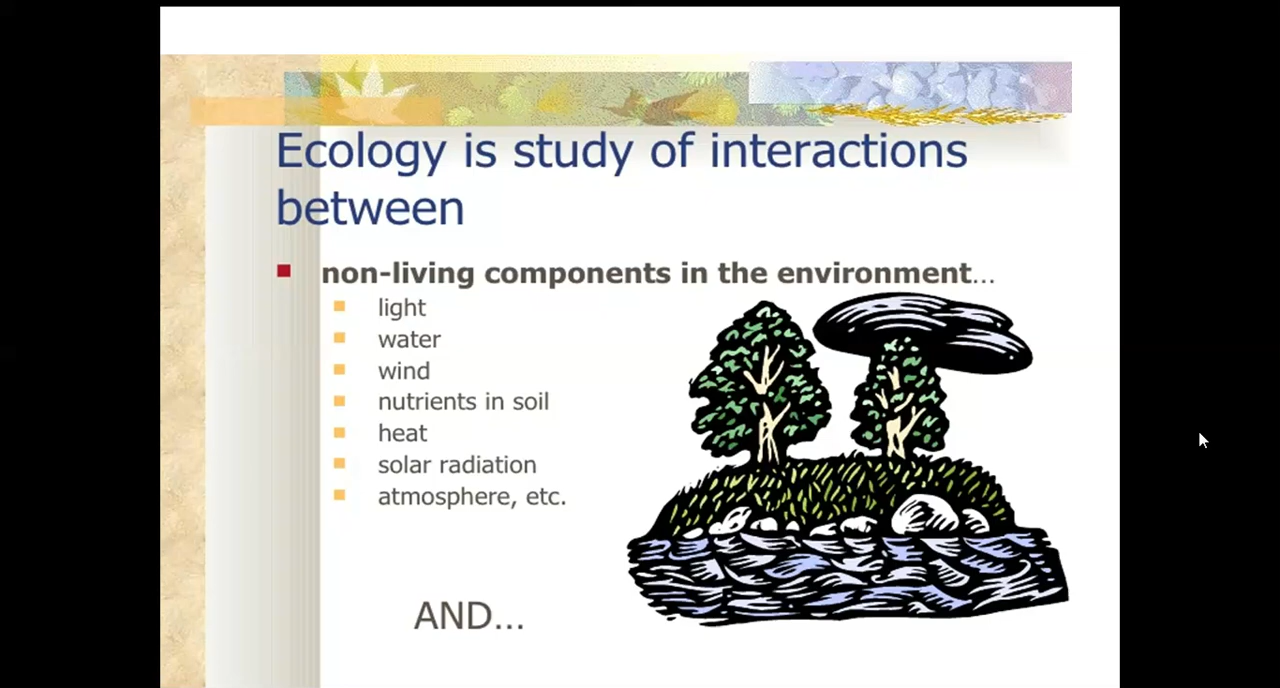 Ecology is study of interactions
between
non-living components in the environment...
light
water
wind
nutrients in soil
heat
solar radiation
atmosphere, etc.
AND...